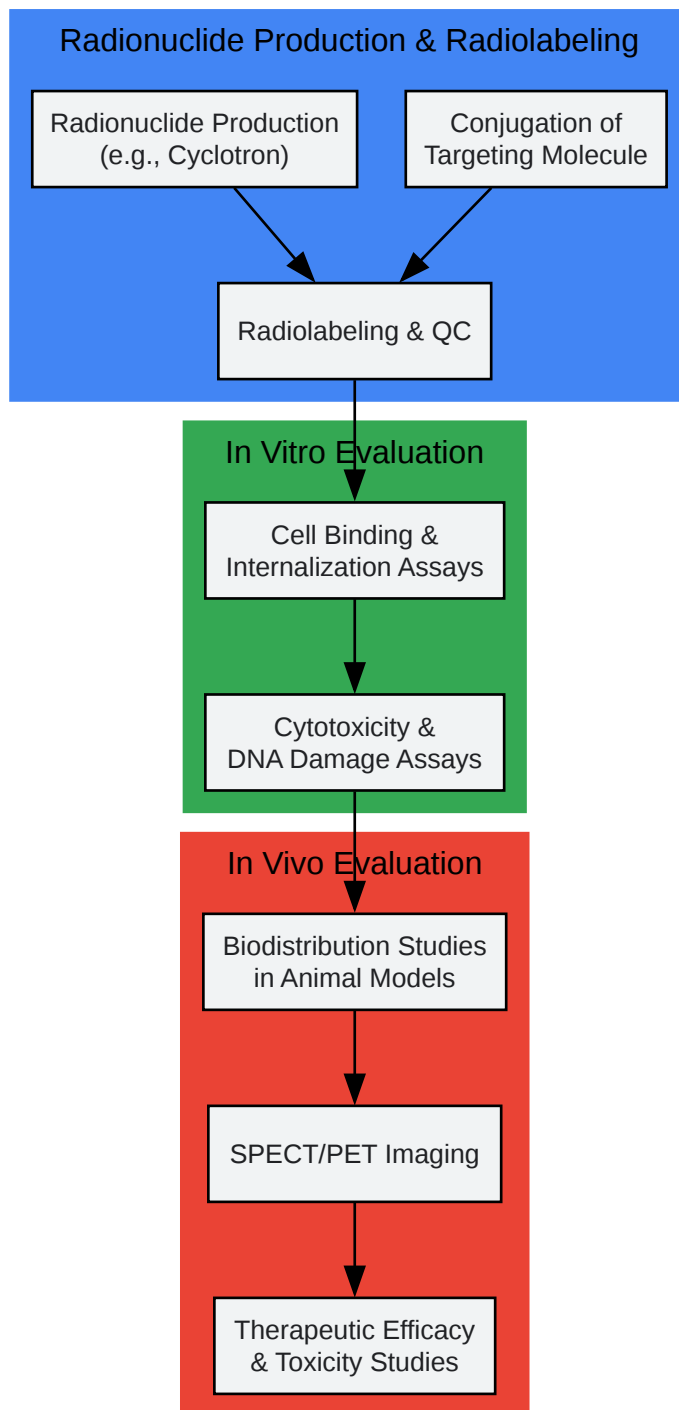 Radionuclide Production & Radiolabeling
Radionuclide Production
(e.g., Cyclotron)
Conjugation of
Targeting Molecule
Radiolabeling & QC
In Vitro Evaluation
Cell Binding &
Internalization Assays
Cytotoxicity &
DNA Damage Assays
In Vivo Evaluation
Biodistribution Studies
in Animal Models
SPECT/PET Imaging
Therapeutic Efficacy
& Toxicity Studies